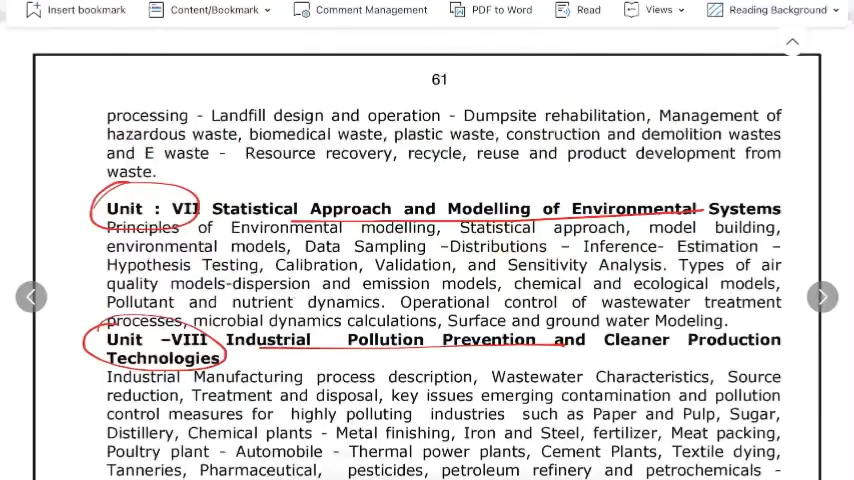 Insert bookmark Content/Bookmark Comment Management PDF to Word Read Views Reading Background
61
processing - Landfill design and operation - Dumpsite rehabilitation, Management of
hazardous waste, biomedical waste, plastic waste, construction and demolition wastes
and E waste - Resource recovery, recycle, reuse and product development from
waste.
Unit : VII Statistical Approach and Modelling of Environmental Systems
Principles of Environmental modelling, Statistical approach, model building,
environmental models, Data Sampling –Distributions – Inference- Estimation –
Hypothesis Testing, Calibration, Validation, and Sensitivity Analysis. Types of air
quality models-dispersion and emission models, chemical and ecological models,
Pollutant and nutrient dynamics. Operational control of wastewater treatment
processes, microbial dynamics calculations, Surface and ground water Modeling.
Unit –VIII Industrial Pollution Prevention and Cleaner Production
Technologies
Industrial Manufacturing process description, Wastewater Characteristics, Source
reduction, Treatment and disposal, key issues emerging contamination and pollution
control measures for highly polluting industries such as Paper and Pulp, Sugar,
Distillery, Chemical plants - Metal finishing, Iron and Steel, fertilizer, Meat packing,
Poultry plant - Automobile - Thermal power plants, Cement Plants, Textile dying,
Tanneries, Pharmaceutical, pesticides, petroleum refinery and petrochemicals -